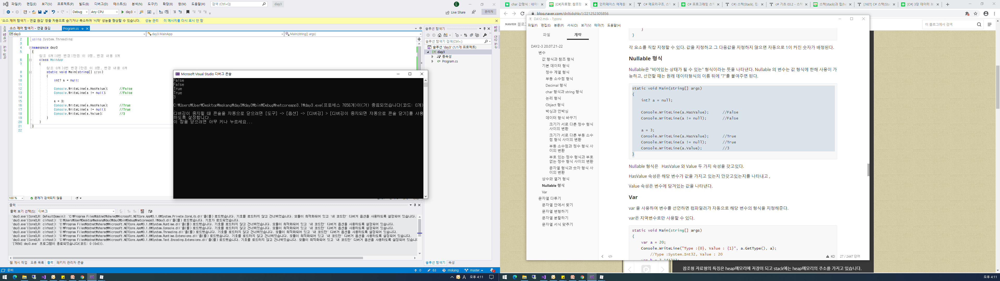 파일(F) 편집(E) 보기(V) 프로젝트(P) 빌드(B) 디버그(D) 테스트(S) 분석(N) 도구(T) 확장(X) 창(W) 도움말(H) 검색 (Ctrl+Q) day3 E
Debug Any CPU day3 Live Share 관리자
'소스 제어 탐색기 - 연결 끊김' 창을 자동으로 숨기거나 축소하여 '시작' 성능을 향상할 수 있습니다. 성능 관리 이 메시지를 다시 표시 안 함
서버 탐색기
도구 상자
소스 제어 탐색기 - 연결 끊김 Program.cs
day3 day3.MainApp Main(string[] args)
2 using System.Threading;
3
4 namespace day3
5 {
참조 0개|0번 변경|만든 이 0명, 변경 내용 0개
6 class MainApp
7 {
참조 0개|0번 변경|만든 이 0명, 변경 내용 0개
8 static void Main(string[] args)
9 {
10 int? a = null;
11
12 Console.WriteLine(a.HasValue); //False
13 Console.WriteLine(a != null); //False
14
15 a = 3;
16 Console.WriteLine(a.HasValue); //True
17 Console.WriteLine(a != null); //True
18 Console.WriteLine(a.Value); //3
19 }
20 }
21 }
22
100 % 문제가 검색되지 않음
Microsoft Visual Studio 디버그 콘솔
False
False
True
True
3
C:₩Users₩User₩Desktop₩mskang₩day3₩day3₩bin₩Debug₩netcoreapp3.1₩day3.exe(프로세스 7656개)이(가) 종료되었습니다(코드: 0개)
.
디버깅이 중지될 때 콘솔을 자동으로 닫으려면 [도구] -> [옵션] -> [디버깅] > [디버깅이 중지되면 자동으로 콘솔 닫기]를 사용
하도록 설정합니다.
이 창을 닫으려면 아무 키나 누르세요...
솔루션 탐색기
솔루션 탐색기 검색(Ctrl+;)
솔루션 'day3' (1/1개 프로젝트)
day3
종속성
Program.cs
솔루션 탐색기 속성
출력
출력 보기 선택(S): 디버그
'day3.exe'(CoreCLR: DefaultDomain): 'C:₩Program Files₩dotnet₩shared₩Microsoft.NETCore.App₩3.1.6₩System.Private.CoreLib.dll'을(를) 로드했습니다. 기호를 로드하지 않고 건너뛰었습니다. 모듈이 최적화되어 있고 '내 코드만' 디버거 옵션을 사용하도록 설정되어 있습니다.
'day3.exe'(CoreCLR: clrhost): 'C:₩Users₩User₩Desktop₩mskang₩day3₩day3₩bin₩Debug₩netcoreapp3.1₩day3.dll'을(를) 로드했습니다. 기호가 로드되었습니다.
'day3.exe'(CoreCLR: clrhost): 'C:₩Program Files₩dotnet₩shared₩Microsoft.NETCore.App₩3.1.6₩System.Runtime.dll'을(를) 로드했습니다. 기호를 로드하지 않고 건너뛰었습니다. 모듈이 최적화되어 있고 '내 코드만' 디버거 옵션을 사용하도록 설정되어 있습니다.
'day3.exe'(CoreCLR: clrhost): 'C:₩Program Files₩dotnet₩shared₩Microsoft.NETCore.App₩3.1.6₩System.Console.dll'을(를) 로드했습니다. 기호를 로드하지 않고 건너뛰었습니다. 모듈이 최적화되어 있고 '내 코드만' 디버거 옵션을 사용하도록 설정되어 있습니다.
'day3.exe'(CoreCLR: clrhost): 'C:₩Program Files₩dotnet₩shared₩Microsoft.NETCore.App₩3.1.6₩System.Threading.dll'을(를) 로드했습니다. 기호를 로드하지 않고 건너뛰었습니다. 모듈이 최적화되어 있고 '내 코드만' 디버거 옵션을 사용하도록 설정되어 있습니다.
'day3.exe'(CoreCLR: clrhost): 'C:₩Program Files₩dotnet₩shared₩Microsoft.NETCore.App₩3.1.6₩System.Runtime.Extensions.dll'을(를) 로드했습니다. 기호를 로드하지 않고 건너뛰었습니다. 모듈이 최적화되어 있고 '내 코드만' 디버거 옵션을 사용하도록 설정되어 있습니다.
'day3.exe'(CoreCLR: clrhost): 'C:₩Program Files₩dotnet₩shared₩Microsoft.NETCore.App₩3.1.6₩System.Text.Encoding.Extensions.dll'을(를) 로드했습니다. 기호를 로드하지 않고 건너뛰었습니다. 모듈이 최적화되어 있고 '내 코드만' 디버거 옵션을 사용하도록 설정되어 있습니다
'[7656] day3.exe' 프로그램이 종료되었습니다(코드: 0 (0x0)).
웹 게시 작업 오류 목록 출력 패키지 관리자 콘솔
준비 0 63 mskang master 2
A 오후 4:11
char 값형식 : 네이 [C#]자료형: 참조형 인터페이스 예제들 C# 메모리구조, 스 C# 프로그래밍 스택 C#) 스택(Stack), 힙 c# 기초 03.2 - 스택 스택(stack)과 힙(he [.NET] C# 스택(Sta [C#] 3장 데이터 보
blog.naver.com/dnltjdghks1/221252305856
NAVER 블로그
이 블로그에서 검색
DAY2.md• - Typora
파일(F) 편집(E) 본문(P) 서식(O) 보기(V) 테마(T) 도움말(H)
파일 개략
DAY2-3 20.07.21-22
변수
값 형식과 참조 형식
기본 데이터 형식
정수 계열 형식
부동 소수점 형식
Decimal 형식
char 형식과 string 형식
논리 형식
Object 형식
박싱과 언박싱
데이터 형식 바꾸기
크기가 서로 다른 정수 형식
사이의 변환
크기가 서로 다른 부동 소수
점 형식 사이의 변환
부동 소수점과 정수 형식 사
이의 변환
부호 있는 정수 형식과 부호
없는 정수 형식 사이의 변환
문자열 형식과 숫자 형식 사
이의 변환
상수와 열거 형식
Nullable 형식
Var
문자열 다루기
문자열 안에서 찾기
문자열 변형하기
문자열 분할하기
문자열 서식 맞추기
}
}
각 요소를 직접 지정할 수 있다. 값을 지정하고 그 다음값을 지정하지 않으면 자동으로 1이 커진 숫자가 배정된다.
Nullable 형식
Nullable은 "비어있는 상태가 될 수 있는" 형식이라는 뜻을 나타낸다. Nullable 의 변수는 값 형식에 한해 사용이 가
능하고, 선언할 때는 원래 데이터형식의 이름 뒤에 "?"를 붙여주면 된다.
static void Main(string[] args)
{
int? a = null;
Console.WriteLine(a.HasValue); //False
Console.WriteLine(a != null); //False
a = 3;
Console.WriteLine(a.HasValue); //True
Console.WriteLine(a != null); //True
Console.WriteLine(a.Value); //3
}
Nullable 형식은 HasValue 와 Value 두 가지 속성을 갖고있다.
HasValue 속성은 해당 변수가 값을 가지고 있는지 안갖고있는지를 나타내고 ,
Value 속성은 변수에 담겨있는 값을 나타낸다.
Var
var 을 사용하여 변수를 선언하면 컴파일러가 자동으로 해당 변수의 형식을 지정해준다.
var은 지역변수로만 사용할 수 있다.
static void Main(string[] args)
{
var a = 20;
Console.WriteLine("Type :{0}, Value : {1}", a.GetType(), a);
//Type :System.Int32, Value : 20
var b = 3.141213;
KO 27 / 2447 단어
참조형 자료형의 특징은 heap메모리에 저장이 되고 stack에는 heap메모리의 주소를 가지고 있습니다.
오후 4:11